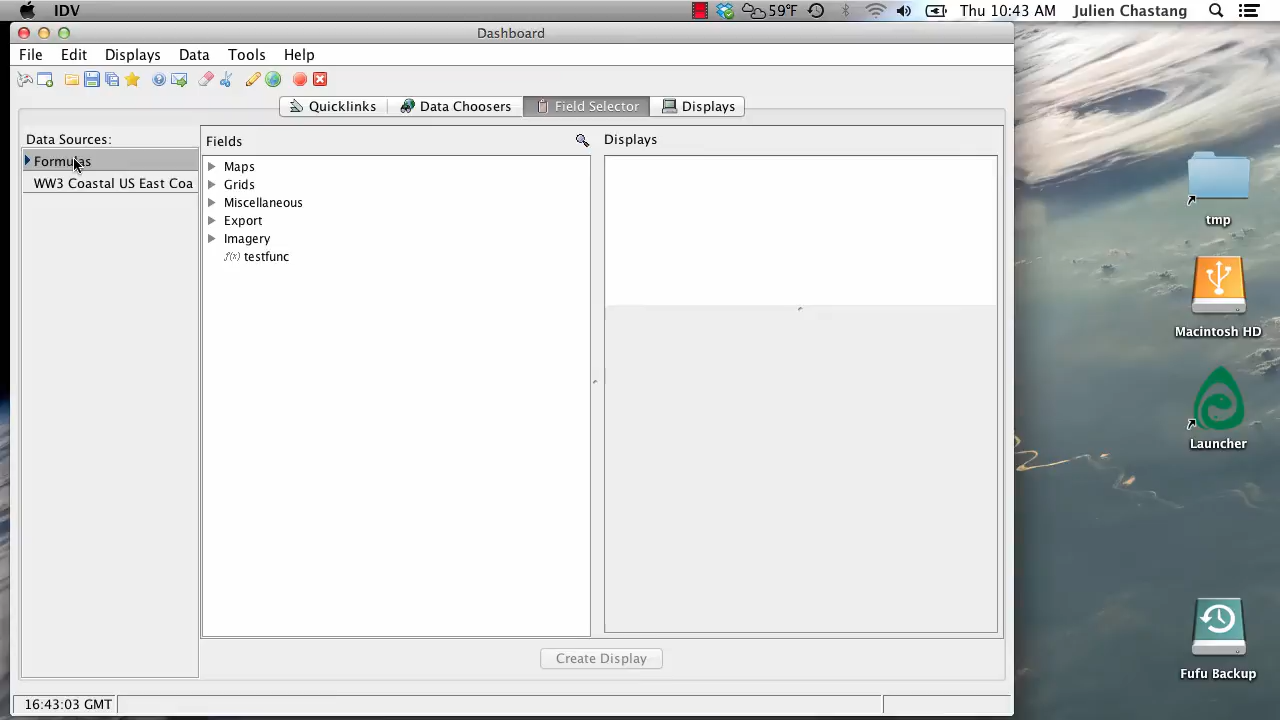 IDV
59°F
Thu 10:43 AM
Julien Chastang
Dashboard
File Edit Displays Data Tools Help
Quicklinks
Data Choosers
Field Selector
Displays
Data Sources:
Formulas
WW3 Coastal US East Coa
Fields
Maps
Grids
Miscellaneous
Export
Imagery
f(x) testfunc
Displays
Create Display
16:43:03 GMT
tmp
Macintosh HD
Launcher
Fufu Backup